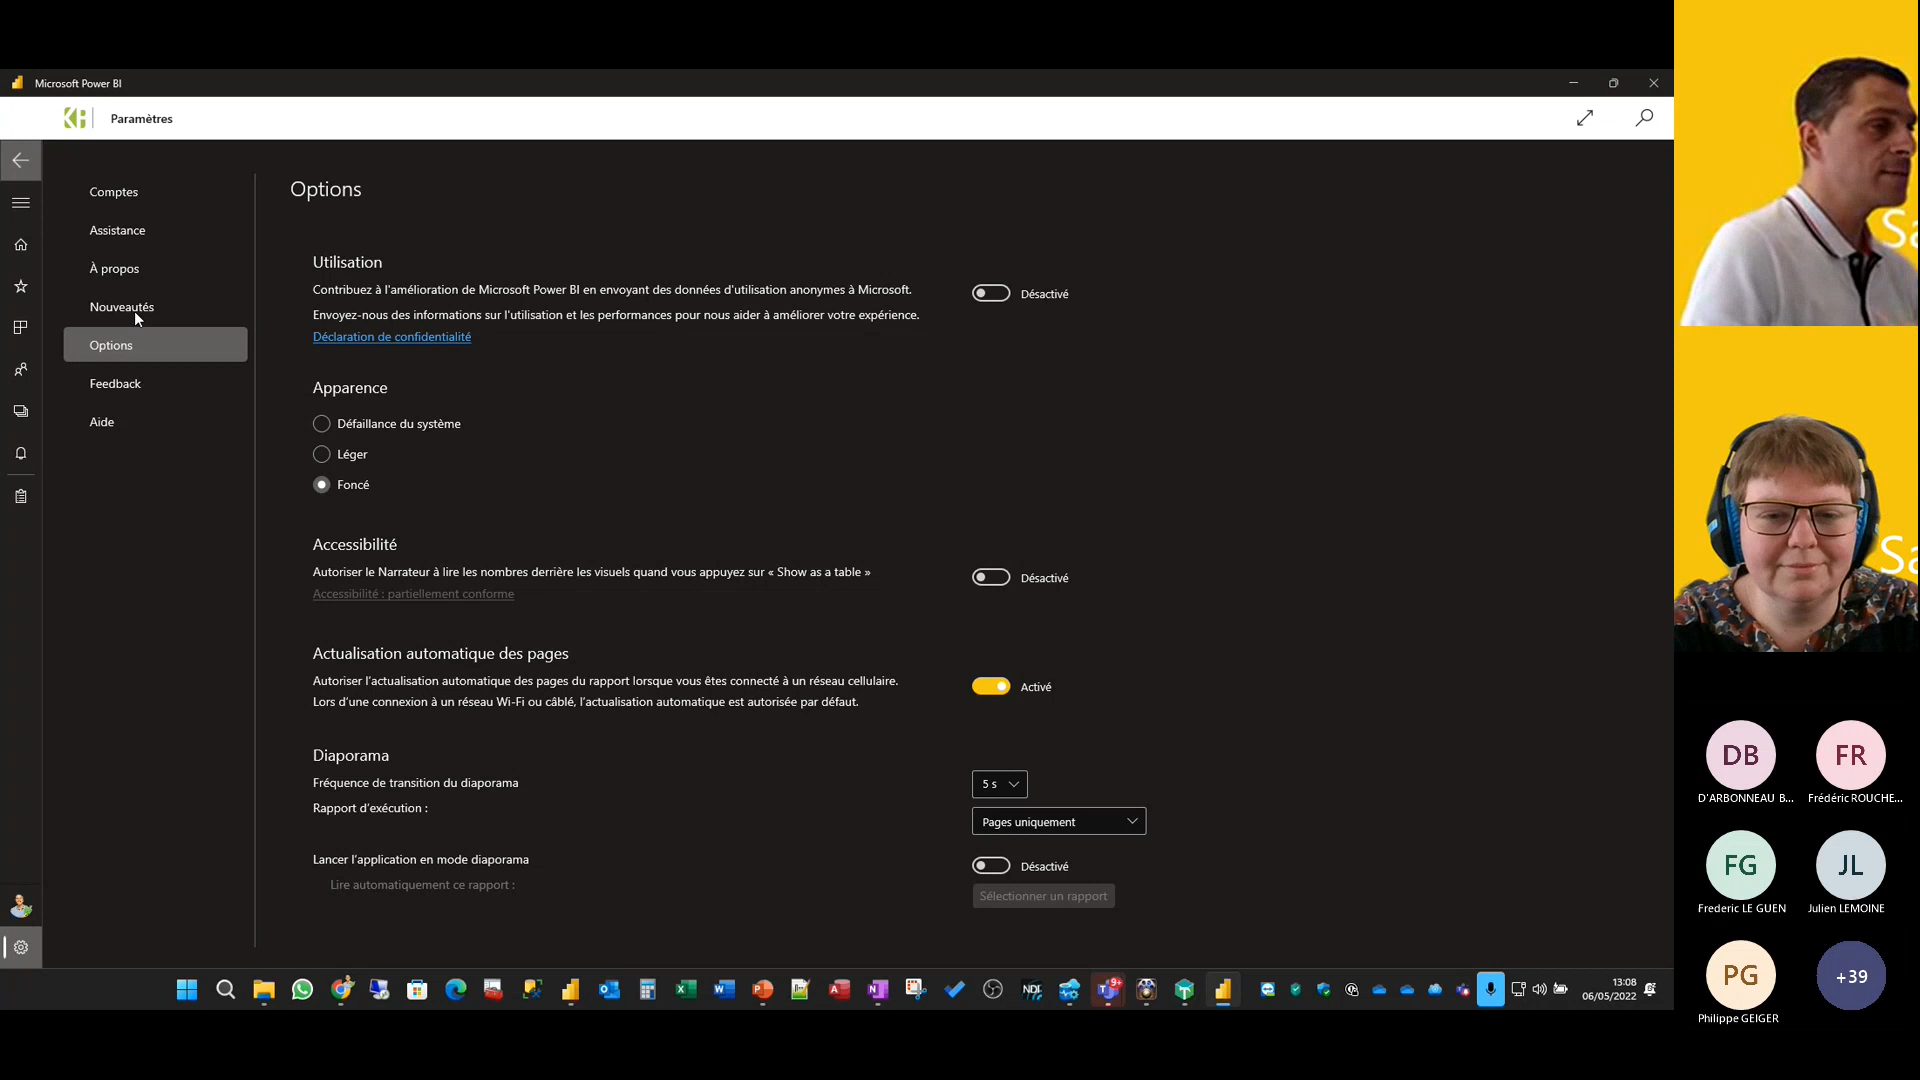 Microsoft Power BI
Paramètres
Comptes
Assistance
À propos
Nouveautés
Options
Feedback
Aide
Options
Utilisation
Contribuez à l'amélioration de Microsoft Power BI en envoyant des données d'utilisation anonymes à Microsoft.
Désactivé
Envoyez-nous des informations sur l'utilisation et les performances pour nous aider à améliorer votre expérience.
Déclaration de confidentialité
Apparence
Défaillance du système
Léger
Foncé
Accessibilité
Autoriser le Narrateur à lire les nombres derrière les visuels quand vous appuyez sur « Show as a table »
Désactivé
Accessibilité : partiellement conforme
Actualisation automatique des pages
Autoriser l'actualisation automatique des pages du rapport lorsque vous êtes connecté à un réseau cellulaire.
Activé
Lors d'une connexion à un réseau Wi-Fi ou câblé, l'actualisation automatique est autorisée par défaut.
Diaporama
Fréquence de transition du diaporama
5 s
Rapport d'exécution :
Pages uniquement
Lancer l'application en mode diaporama
Désactivé
Lire automatiquement ce rapport :
Sélectionner un rapport
9+
13:08
06/05/2022
Sa
Sa
DB
D'ARBONNEAU B...
FR
Frédéric ROUCHE...
FG
Frederic LE GUEN
JL
Julien LEMOINE
PG
Philippe GEIGER
+39